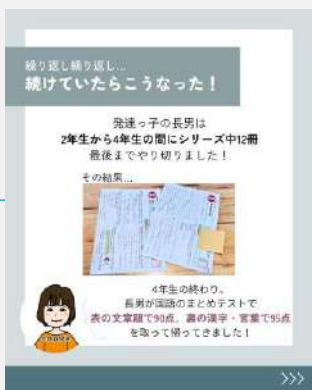 繰り返し繰り返し...
続けていたらこうなった！
発達っ子の長男は
2年生から4年生の間にシリーズ中12冊
最後までやり切りました！
その結果...
4年生の終わり。
長男が国語のまとめテストで
表の文章題で90点、裏の漢字・言葉で95点
を取って帰ってきました！
>>>